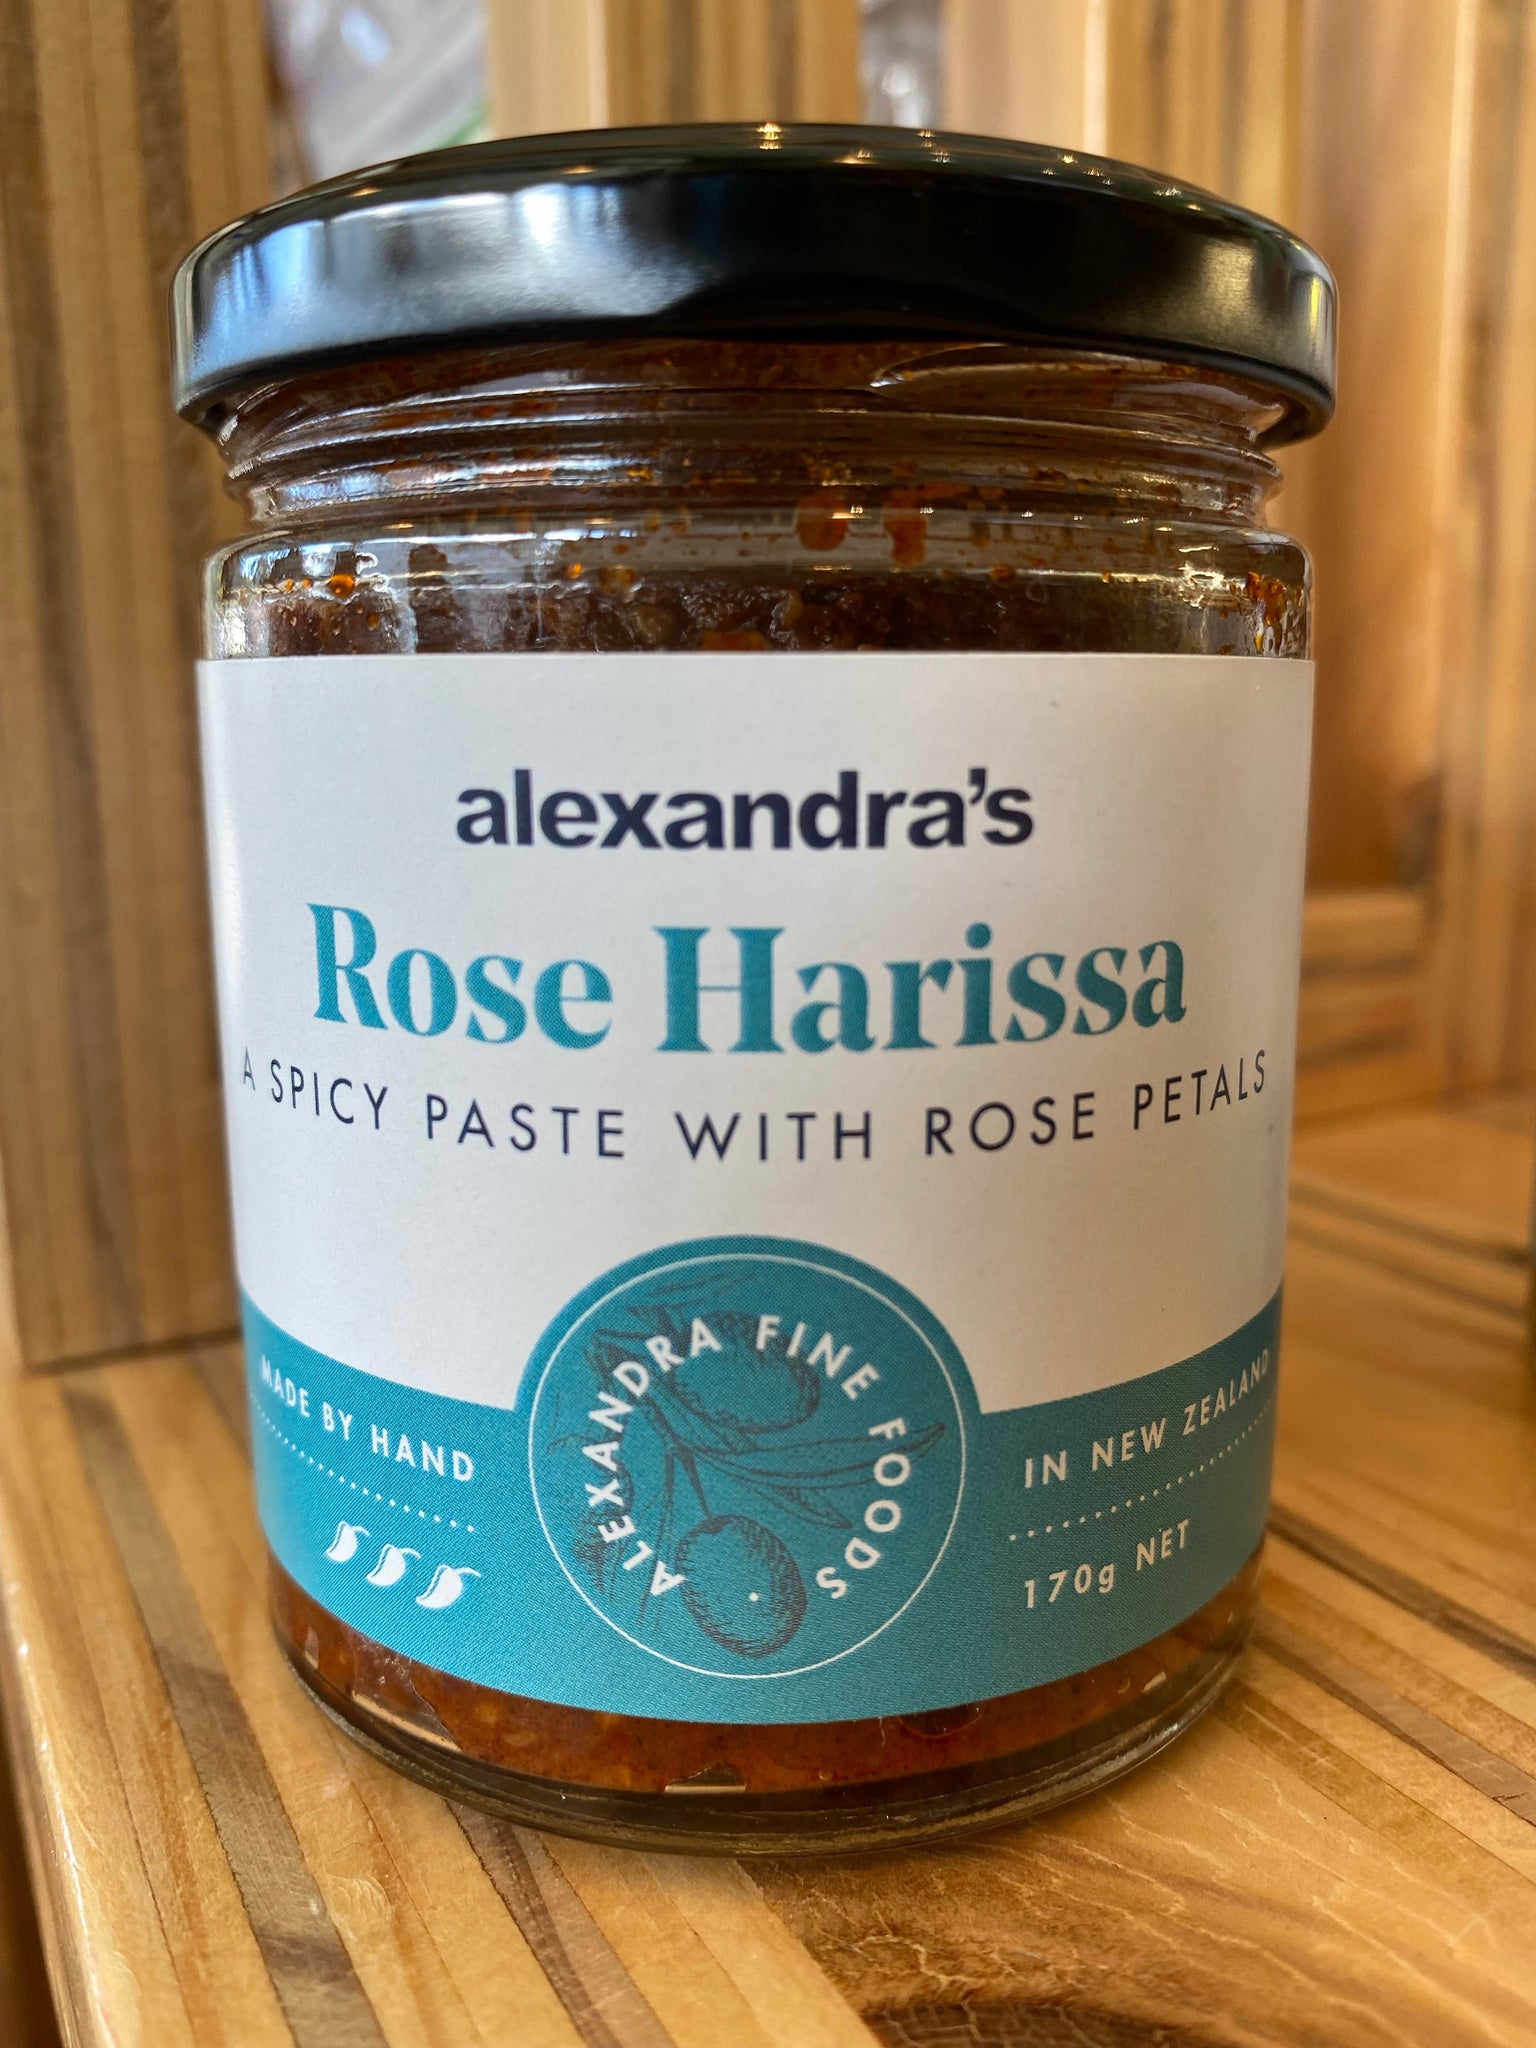 alexandra's
Rose Harissa
A SPICY PASTE WITH ROSE PETALS
ALEXANDRA FINE FOODS
MADE BY HAND
IN NEW ZEALAND
170g NET